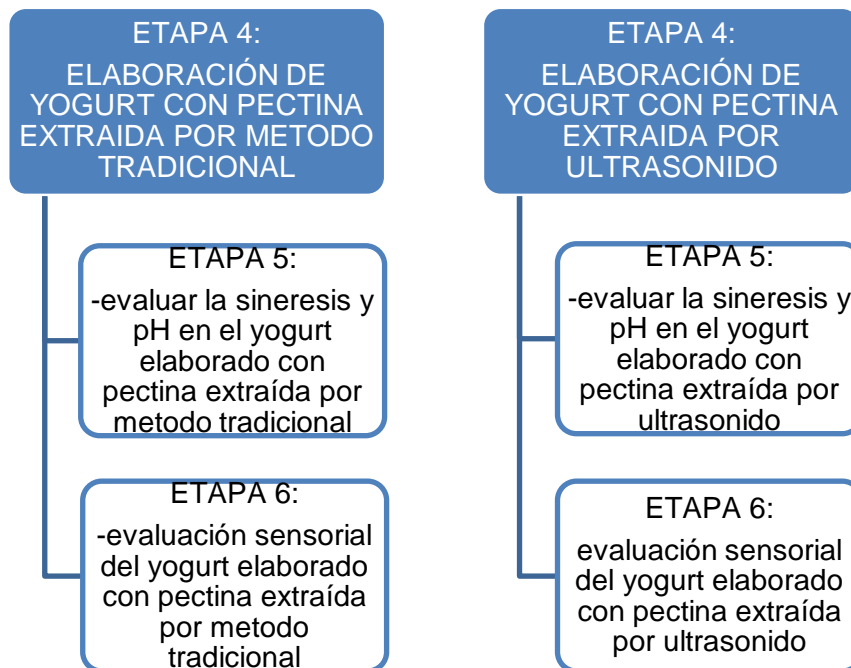 ETAPA 4:
ELABORACIÓN DE
YOGURT CON PECTINA
EXTRAIDA POR METODO
TRADICIONAL
ETAPA 5:
-evaluar la sineresis y
pH en el yogurt
elaborado con
pectina extraída por
metodo tradicional
ETAPA 6:
-evaluación sensorial
del yogurt elaborado
con pectina extraída
por metodo
tradicional
ETAPA 4:
ELABORACIÓN DE
YOGURT CON PECTINA
EXTRAIDA POR
ULTRASONIDO
ETAPA 5:
-evaluar la sineresis y
pH en el yogurt
elaborado con
pectina extraída por
ultrasonido
ETAPA 6:
evaluación sensorial
del yogurt elaborado
con pectina extraída
por ultrasonido